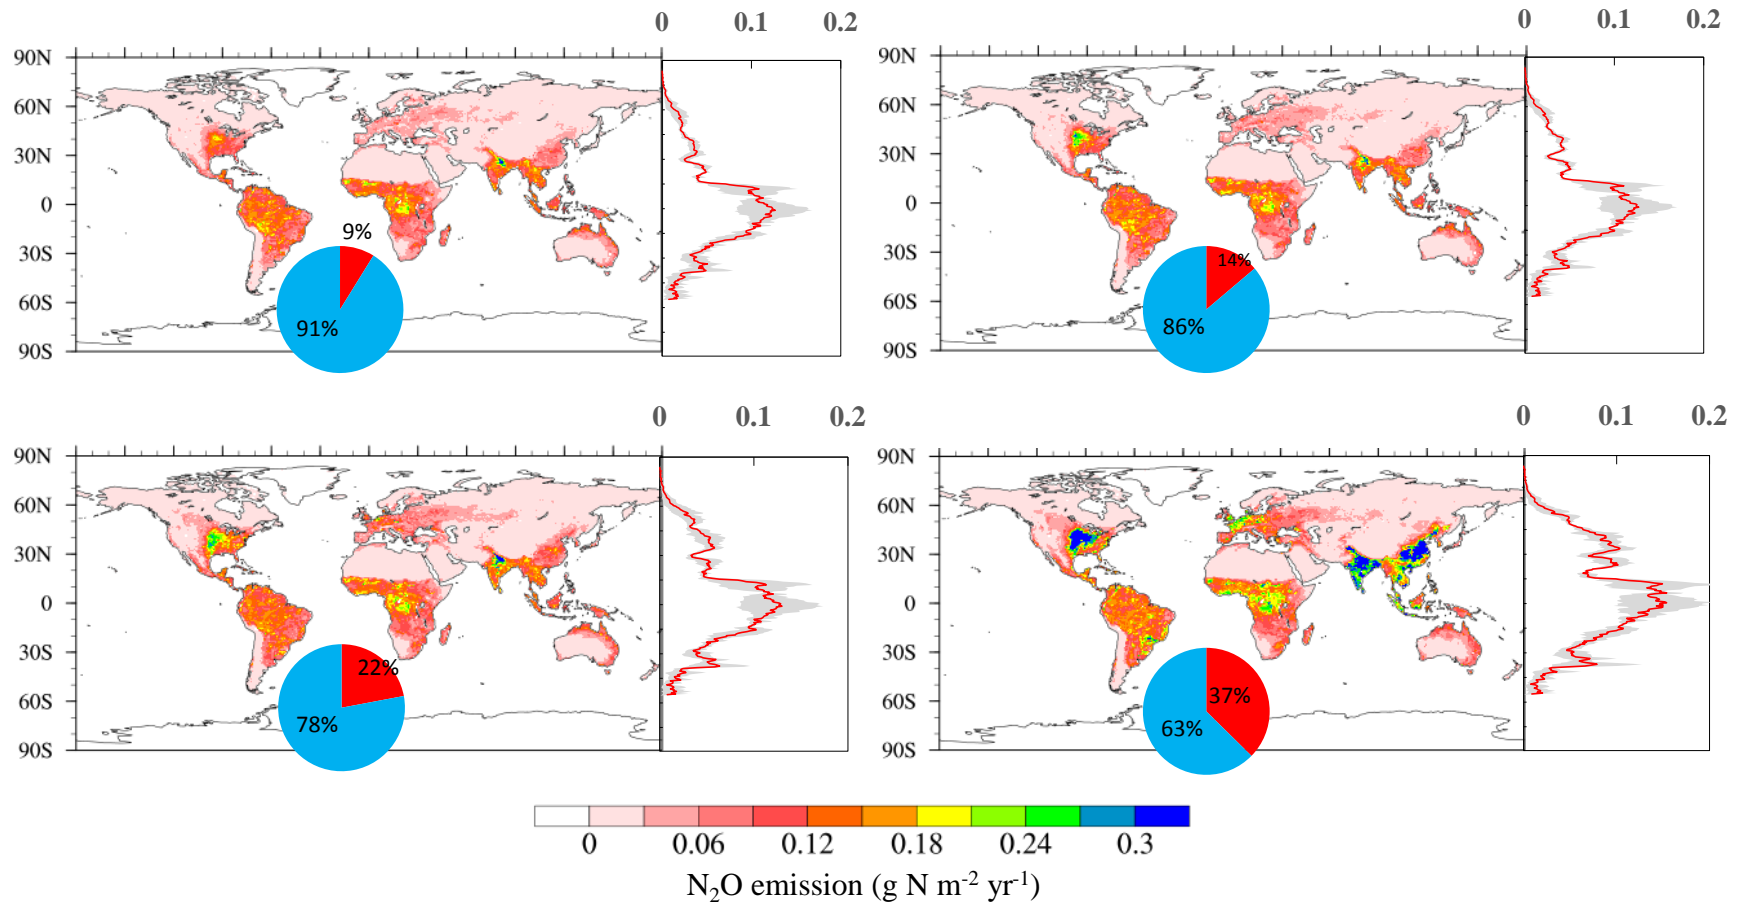 0 0.1 0.2
0 0.1 0.2
90N
60N
30N
0
30S
60S
90S
9%
91%
90N
60N
30N
0
30S
60S
90S
14%
86%
0 0.1 0.2
0 0.1 0.2
90N
60N
30N
0
30S
60S
90S
22%
78%
90N
60N
30N
0
30S
60S
90S
37%
63%
0 0.06 0.12 0.18 0.24 0.3
N₂O emission (g N m⁻² yr⁻¹)